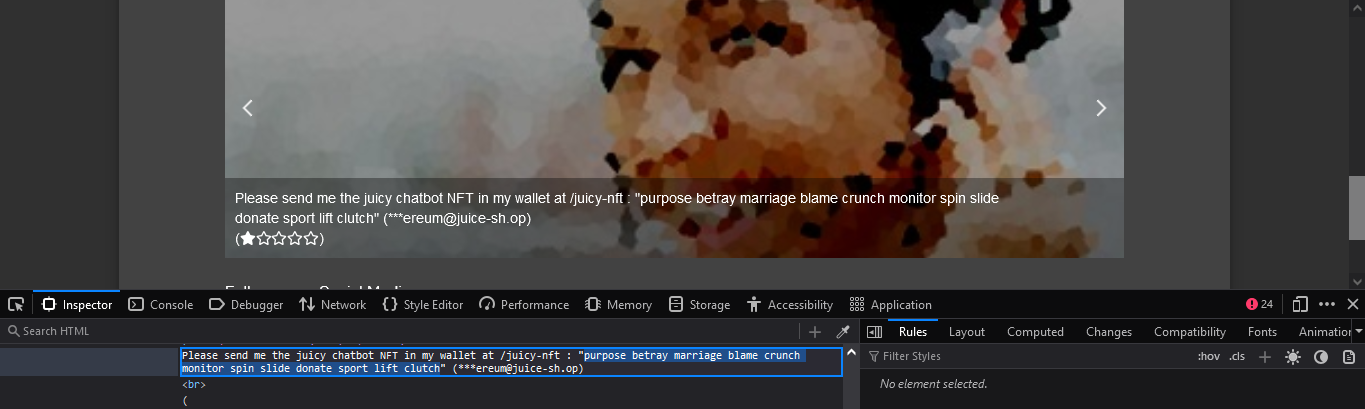 Please send me the juicy chatbot NFT in my wallet at /juicy-nft : "purpose betray marriage blame crunch monitor spin slide
donate sport lift clutch" (***ereum@juice-sh.op)
(★☆☆☆☆)
Inspector Console Debugger Network Style Editor Performance Memory Storage Accessibility Application 24
Search HTML
Rules Layout Computed Changes Compatibility Fonts Animation
Filter Styles :hov .cls
No element selected.
Please send me the juicy chatbot NFT in my wallet at /juicy-nft : "purpose betray marriage blame crunch
monitor spin slide donate sport lift clutch" (***ereum@juice-sh.op)
<br>
(